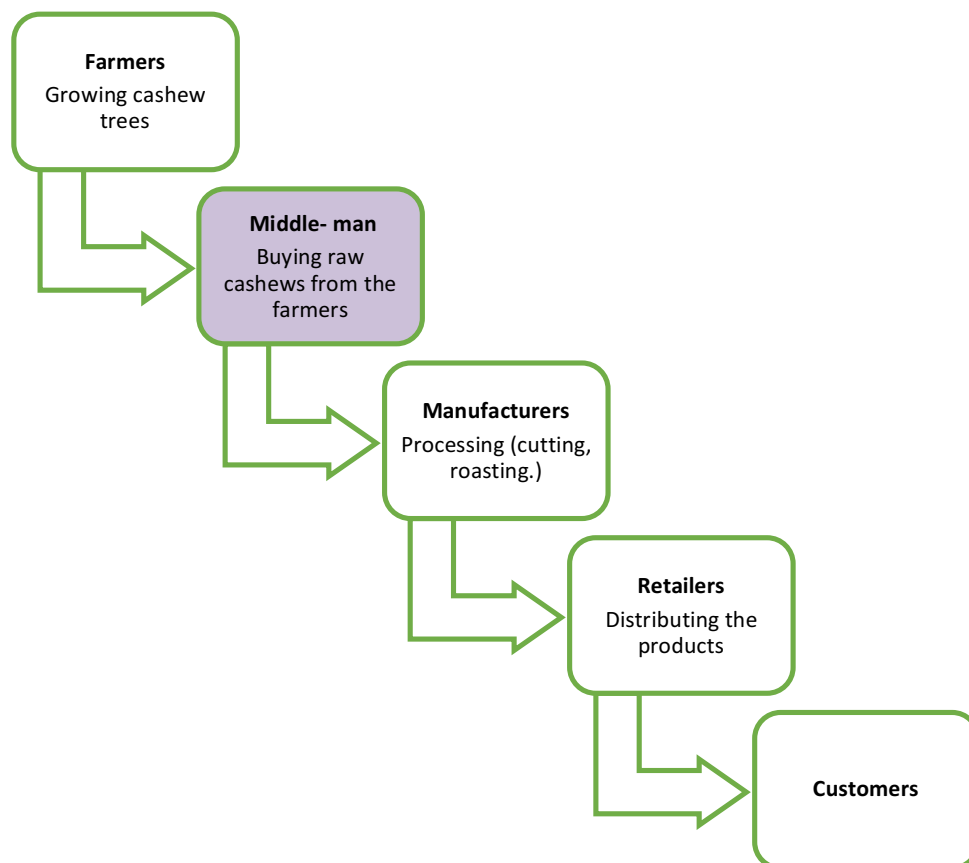 Farmers
Growing cashew
trees
Middle- man
Buying raw
cashews from the
farmers
Manufacturers
Processing (cutting,
roasting.)
Retailers
Distributing the
products
Customers